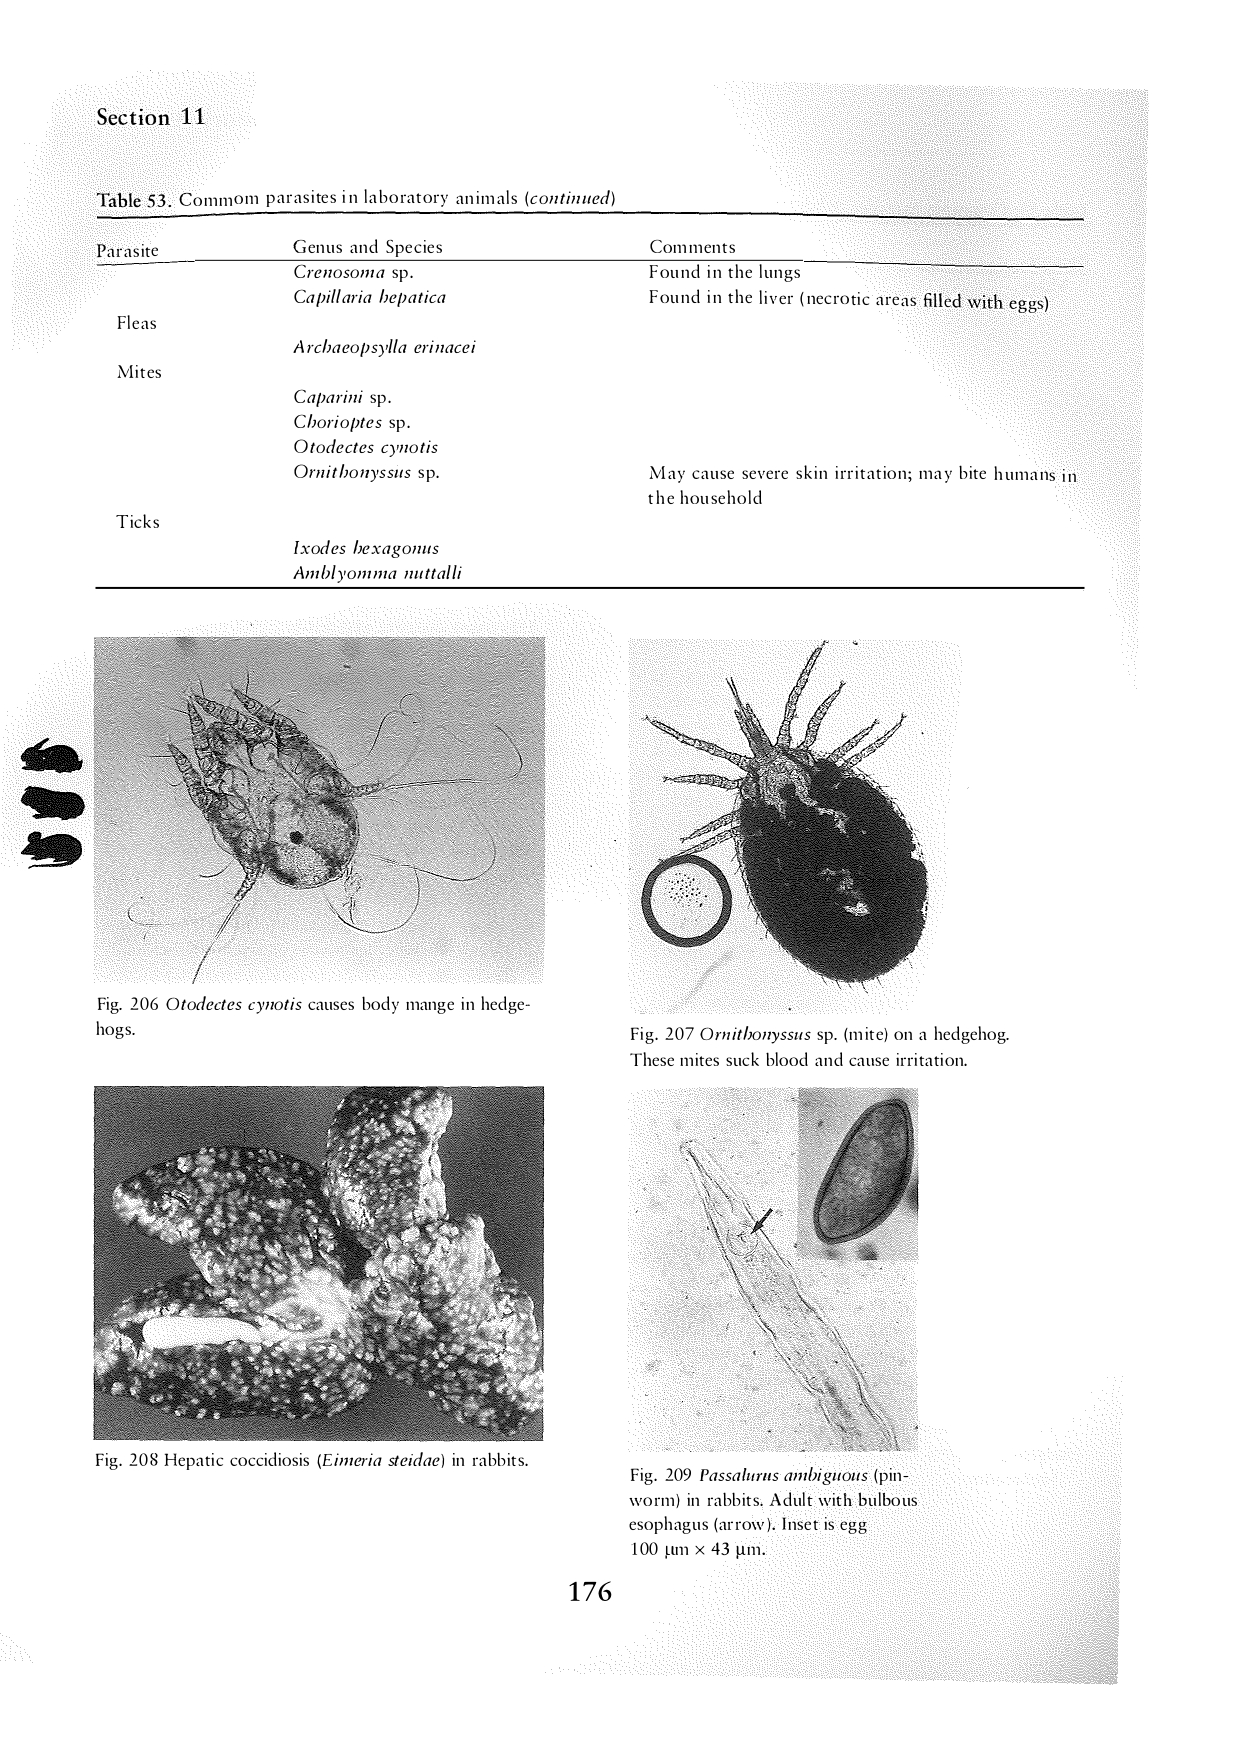 Section 11
Table 53. Commom parasites in laboratory animals (continued)
Parasite Genus and Species Comments
Crenosoma sp. Found in the lungs
Capillaria hepatica Found in the liver (necrotic areas filled with eggs)
Fleas
Archaeopsylla erinacei
Mites
Caparini sp.
Chorioptes sp.
Otodectes cynotis
Ornithonyssus sp. May cause severe skin irritation; may bite humans in
the household
Ticks
Ixodes hexagonus
Amblyomma nuttalli
Fig. 206 Otodectes cynotis causes body mange in hedge-
hogs.
Fig. 207 Ornithonyssus sp. (mite) on a hedgehog.
These mites suck blood and cause irritation.
Fig. 208 Hepatic coccidiosis (Eimeria steidae) in rabbits.
Fig. 209 Passalurus ambiguous (pin-
worm) in rabbits. Adult with bulbous
esophagus (arrow). Inset is egg
100 μm × 43 μm.
176